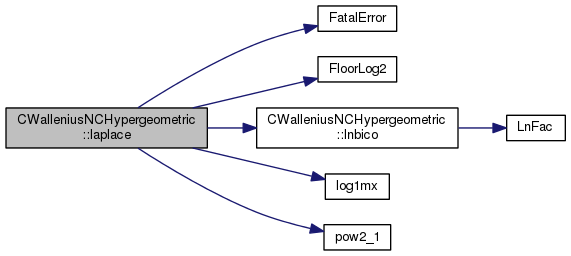 FatalError
FloorLog2
CWalleniusNCHypergeometric
::laplace
CWalleniusNCHypergeometric
::lnbico
LnFac
log1mx
pow2_1